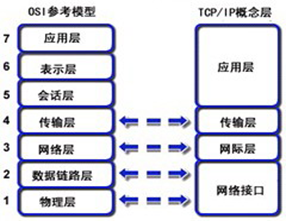 OSI参考模型 TCP/IP概念层
7 应用层 应用层
6 表示层
5 会话层
4 传输层 传输层
3 网络层 网际层
2 数据链路层 网络接口
1 物理层